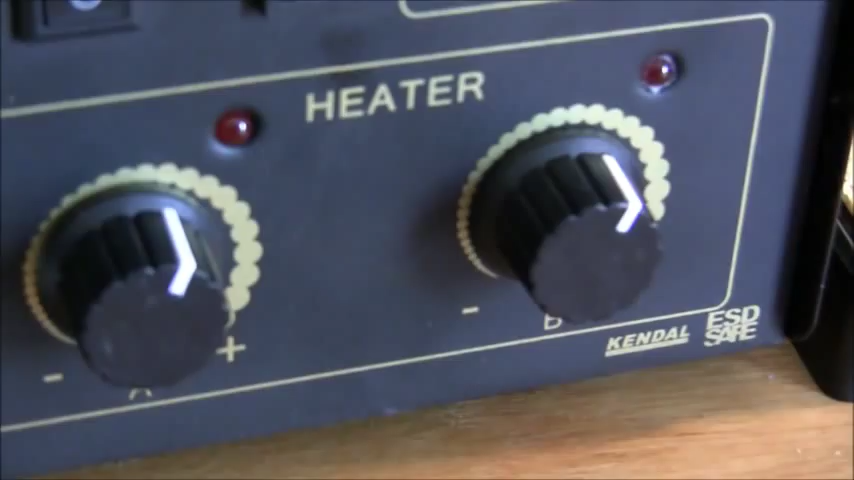 HEATER
- A +
- B
KENDAL
ESD
SAFE